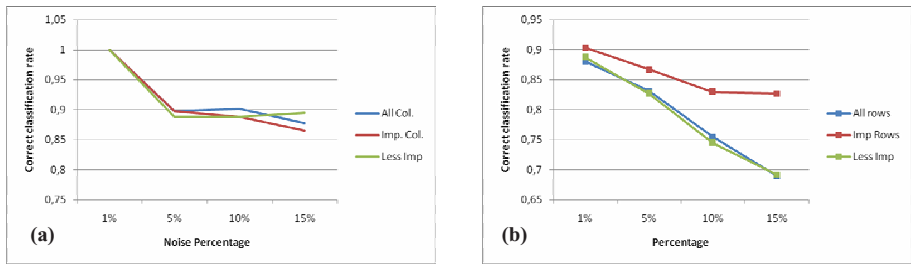 1,05
1
0,95
0,9
0,85
0,8
0,75
Correct classification rate
1% 5% 10% 15%
Noise Percentage
All Col.
Imp. Col.
Less Imp
(a)
0,95
0,9
0,85
0,8
0,75
0,7
0,65
Correct classification rate
1% 5% 10% 15%
Percentage
All rows
Imp Rows
Less Imp
(b)